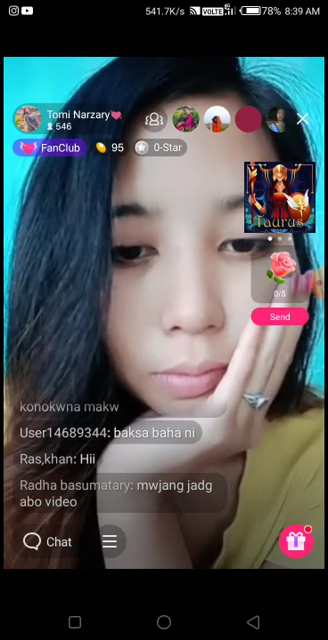 541.7K/s VoLTE 78% 8:39 AM
Tomi Narzary
546
FanClub 95 0-Star
Taurus
0/5
Send
konokwna makw
User14689344: baksa baha ni
Ras,khan: Hii
Radha basumatary: mwjang jadg
abo video
Chat